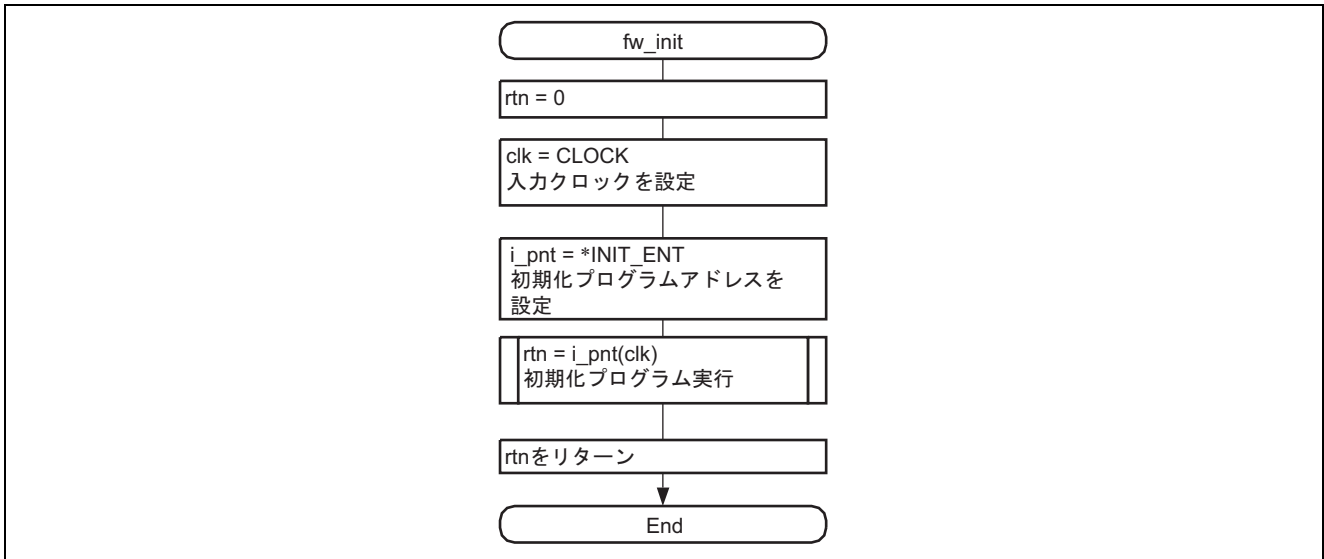 fw_init
rtn = 0
clk = CLOCK
入力クロックを設定
i_pnt = *INIT_ENT
初期化プログラムアドレスを
設定
rtn = i_pnt(clk)
初期化プログラム実行
rtnをリターン
End